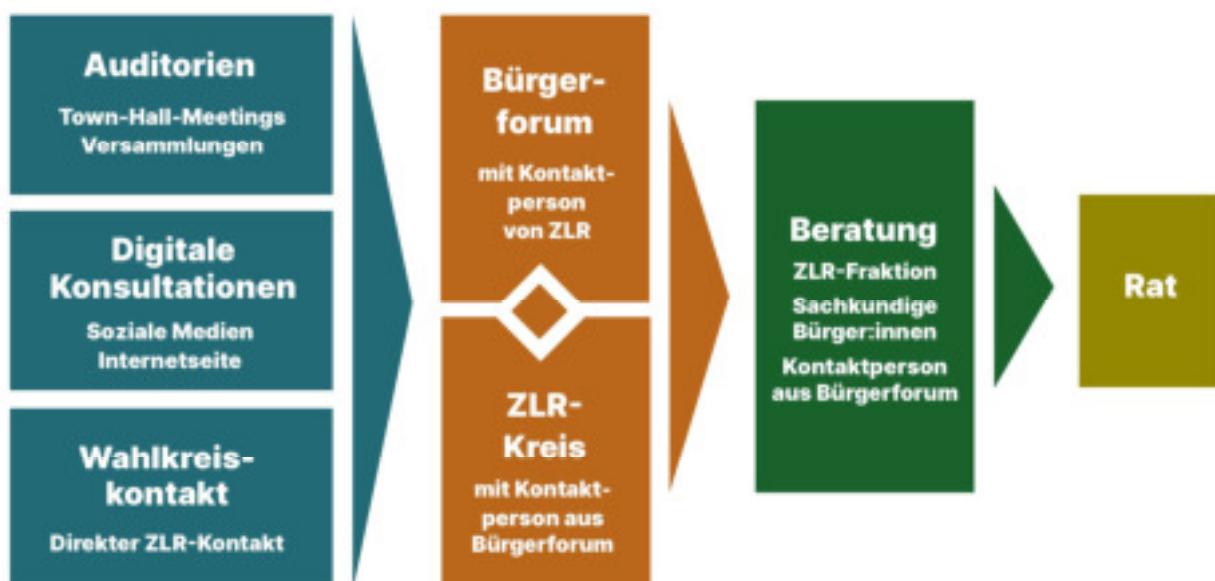 Auditorien
Town-Hall-Meetings
Versammlungen
Digitale
Konsultationen
Soziale Medien
Internetseite
Wahlkreis-
kontakt
Direkter ZLR-Kontakt
Bürger-
forum
mit Kontakt-
person
von ZLR
ZLR-
Kreis
mit Kontakt-
person aus
Bürgerforum
Beratung
ZLR-Fraktion
Sachkundige
Bürger:innen
Kontaktperson
aus Bürgerforum
Rat